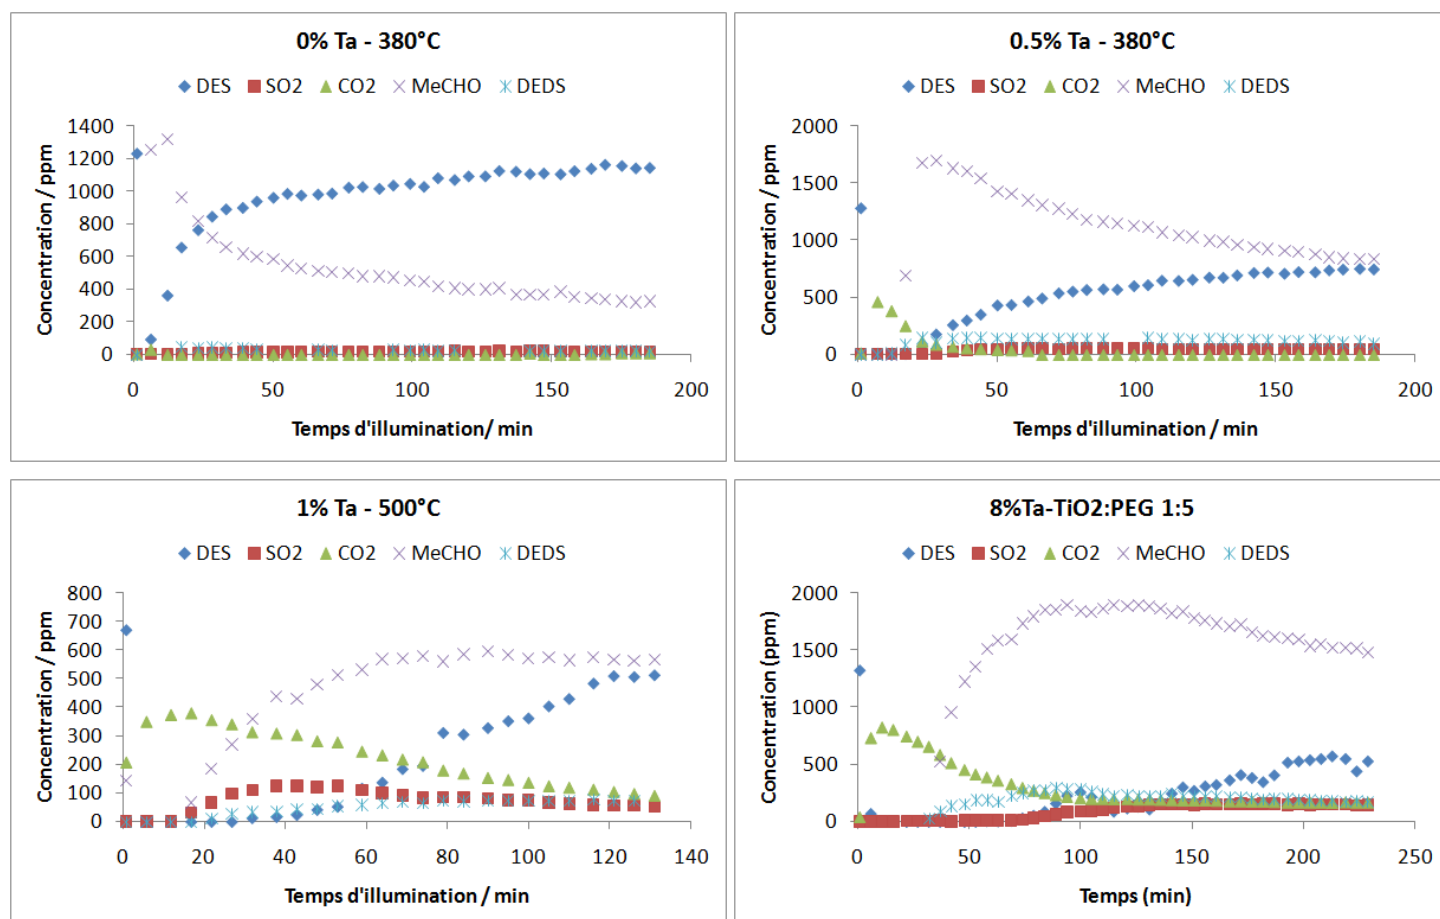 0% Ta - 380°C
DES SO2 CO2 MeCHO DEDS
Concentration / ppm
1400
1200
1000
800
600
400
200
0
0 50 100 150 200
Temps d'illumination/ min
0.5% Ta - 380°C
DES SO2 CO2 MeCHO DEDS
Concentration / ppm
2000
1500
1000
500
0
0 50 100 150 200
Temps d'illumination / min
1% Ta - 500°C
DES SO2 CO2 MeCHO DEDS
Concentration / ppm
800
700
600
500
400
300
200
100
0
0 20 40 60 80 100 120 140
Temps d'illumination / min
8%Ta-TiO2:PEG 1:5
DES SO2 CO2 MeCHO DEDS
Concentration (ppm)
2000
1500
1000
500
0
0 50 100 150 200 250
Temps (min)